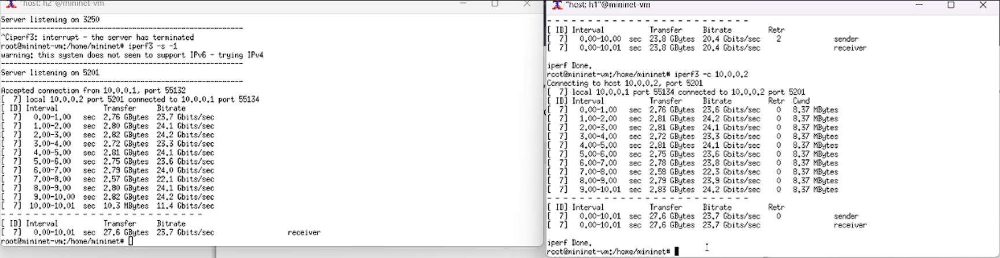 "host: h2"@mininet-vm
Server listening on 3250
-----------------------------------------------------------
^Ciperf3: interrupt - the server has terminated
root@mininet-vm:/home/mininet# iperf3 -s -1
warning: this system does not seem to support IPv6 - trying IPv4
-----------------------------------------------------------
Server listening on 5201
-----------------------------------------------------------
Accepted connection from 10.0.0.1, port 55132
[  7] local 10.0.0.2 port 5201 connected to 10.0.0.1 port 55134
[ ID] Interval           Transfer     Bitrate
[  7]   0.00-1.00   sec  2.76 GBytes  23.7 Gbits/sec
[  7]   1.00-2.00   sec  2.80 GBytes  24.1 Gbits/sec
[  7]   2.00-3.00   sec  2.82 GBytes  24.2 Gbits/sec
[  7]   3.00-4.00   sec  2.72 GBytes  23.3 Gbits/sec
[  7]   4.00-5.00   sec  2.81 GBytes  24.1 Gbits/sec
[  7]   5.00-6.00   sec  2.75 GBytes  23.6 Gbits/sec
[  7]   6.00-7.00   sec  2.79 GBytes  24.0 Gbits/sec
[  7]   7.00-8.00   sec  2.57 GBytes  22.1 Gbits/sec
[  7]   8.00-9.00   sec  2.80 GBytes  24.1 Gbits/sec
[  7]   9.00-10.00  sec  2.82 GBytes  24.2 Gbits/sec
[  7]  10.00-10.01  sec  10.3 MBytes  11.4 Gbits/sec
- - - - - - - - - - - - - - - - - - - - - - - - -
[ ID] Interval           Transfer     Bitrate
[  7]   0.00-10.01  sec  27.6 GBytes  23.7 Gbits/sec                  receiver
root@mininet-vm:/home/mininet#
"host: h1"@mininet-vm
- - - - - - - - - - - - - - - - - - - - - - - - -
[ ID] Interval           Transfer     Bitrate         Retr
[  7]   0.00-10.00  sec  23.8 GBytes  20.4 Gbits/sec    2             sender
[  7]   0.00-10.01  sec  23.8 GBytes  20.4 Gbits/sec                  receiver
iperf Done.
root@mininet-vm:/home/mininet# iperf3 -c 10.0.0.2
Connecting to host 10.0.0.2, port 5201
[  7] local 10.0.0.1 port 55134 connected to 10.0.0.2 port 5201
[ ID] Interval           Transfer     Bitrate         Retr  Cwnd
[  7]   0.00-1.00   sec  2.76 GBytes  23.6 Gbits/sec    0   8.37 MBytes
[  7]   1.00-2.00   sec  2.81 GBytes  24.2 Gbits/sec    0   8.37 MBytes
[  7]   2.00-3.00   sec  2.81 GBytes  24.1 Gbits/sec    0   8.37 MBytes
[  7]   3.00-4.00   sec  2.72 GBytes  23.3 Gbits/sec    0   8.37 MBytes
[  7]   4.00-5.00   sec  2.81 GBytes  24.1 Gbits/sec    0   8.37 MBytes
[  7]   5.00-6.00   sec  2.75 GBytes  23.6 Gbits/sec    0   8.37 MBytes
[  7]   6.00-7.00   sec  2.78 GBytes  23.8 Gbits/sec    0   8.37 MBytes
[  7]   7.00-8.00   sec  2.58 GBytes  22.3 Gbits/sec    0   8.37 MBytes
[  7]   8.00-9.00   sec  2.79 GBytes  23.9 Gbits/sec    0   8.37 MBytes
[  7]   9.00-10.01  sec  2.83 GBytes  24.2 Gbits/sec    0   8.37 MBytes
- - - - - - - - - - - - - - - - - - - - - - - - -
[ ID] Interval           Transfer     Bitrate         Retr
[  7]   0.00-10.01  sec  27.6 GBytes  23.7 Gbits/sec    0             sender
[  7]   0.00-10.01  sec  27.6 GBytes  23.7 Gbits/sec                  receiver
iperf Done.
root@mininet-vm:/home/mininet#